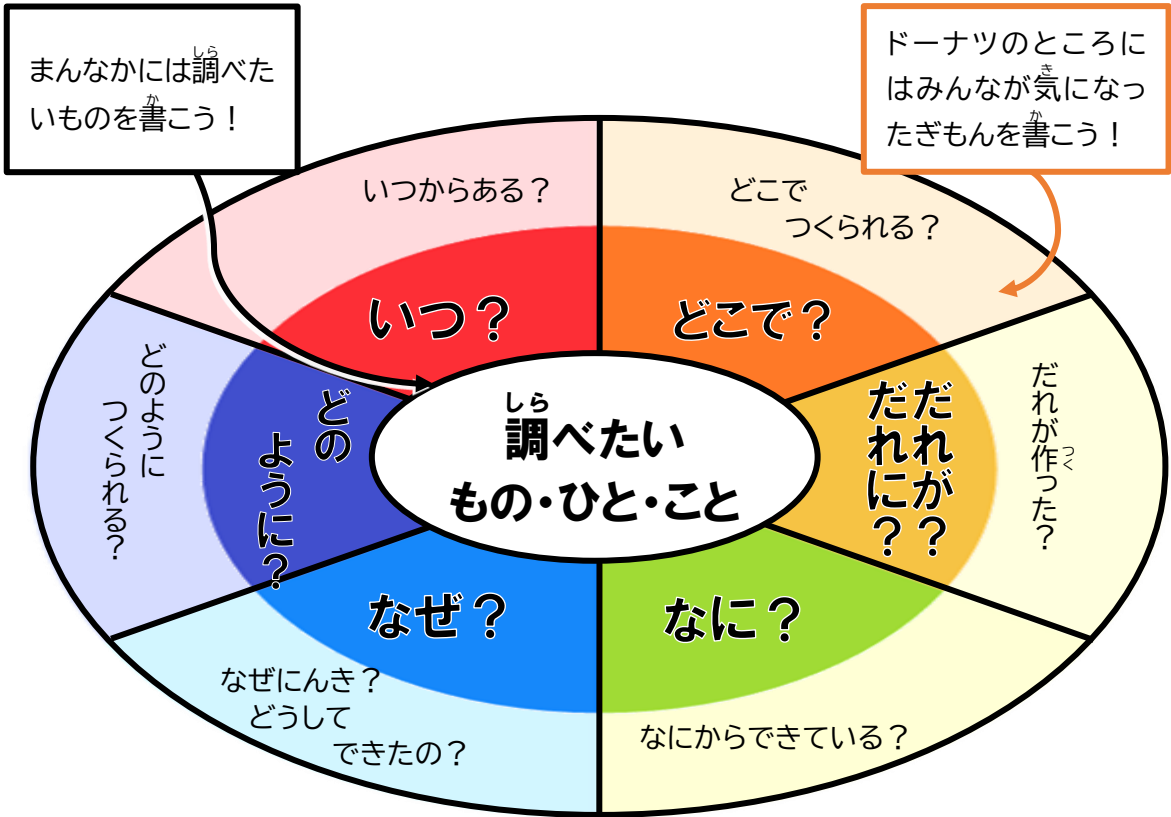 まんなかには調べた
いものを書こう！
ドーナツのところに
はみんなが気になっ
たぎもんを書こう！
いつからある？
どこで
つくられる？
いつ？
どこで？
だれが？
だれに？
だれが作った？
なに？
なにからできている？
なぜ？
なぜにんき？
どうして
できたの？
どの
ように？
どのように
つくられる？
しら
調べたい
もの・ひと・こと